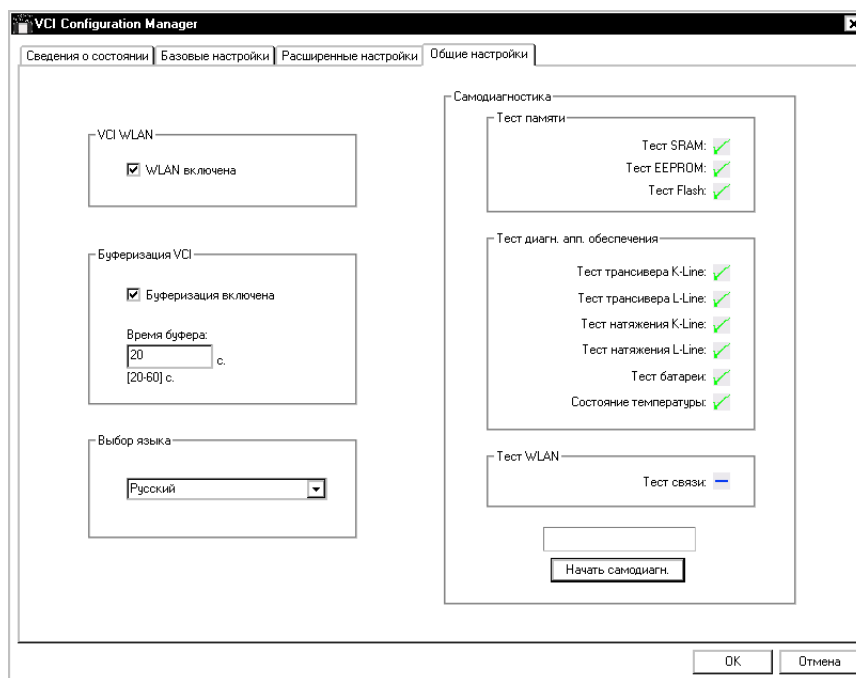 VCI Configuration Manager
Сведения о состоянии
Базовые настройки
Расширенные настройки
Общие настройки
VCI WLAN
WLAN включена
Буферизация VCI
Буферизация включена
Время буфера:
20
с.
[20-60] с.
Выбор языка
Русский
Самодиагностика
Тест памяти
Тест SRAM:
Тест EEPROM:
Тест Flash:
Тест диагн. апп. обеспечения
Тест трансивера K-Line:
Тест трансивера L-Line:
Тест натяжения K-Line:
Тест натяжения L-Line:
Тест батареи:
Состояние температуры:
Тест WLAN
Тест связи:
Начать самодиагн.
OK
Отмена